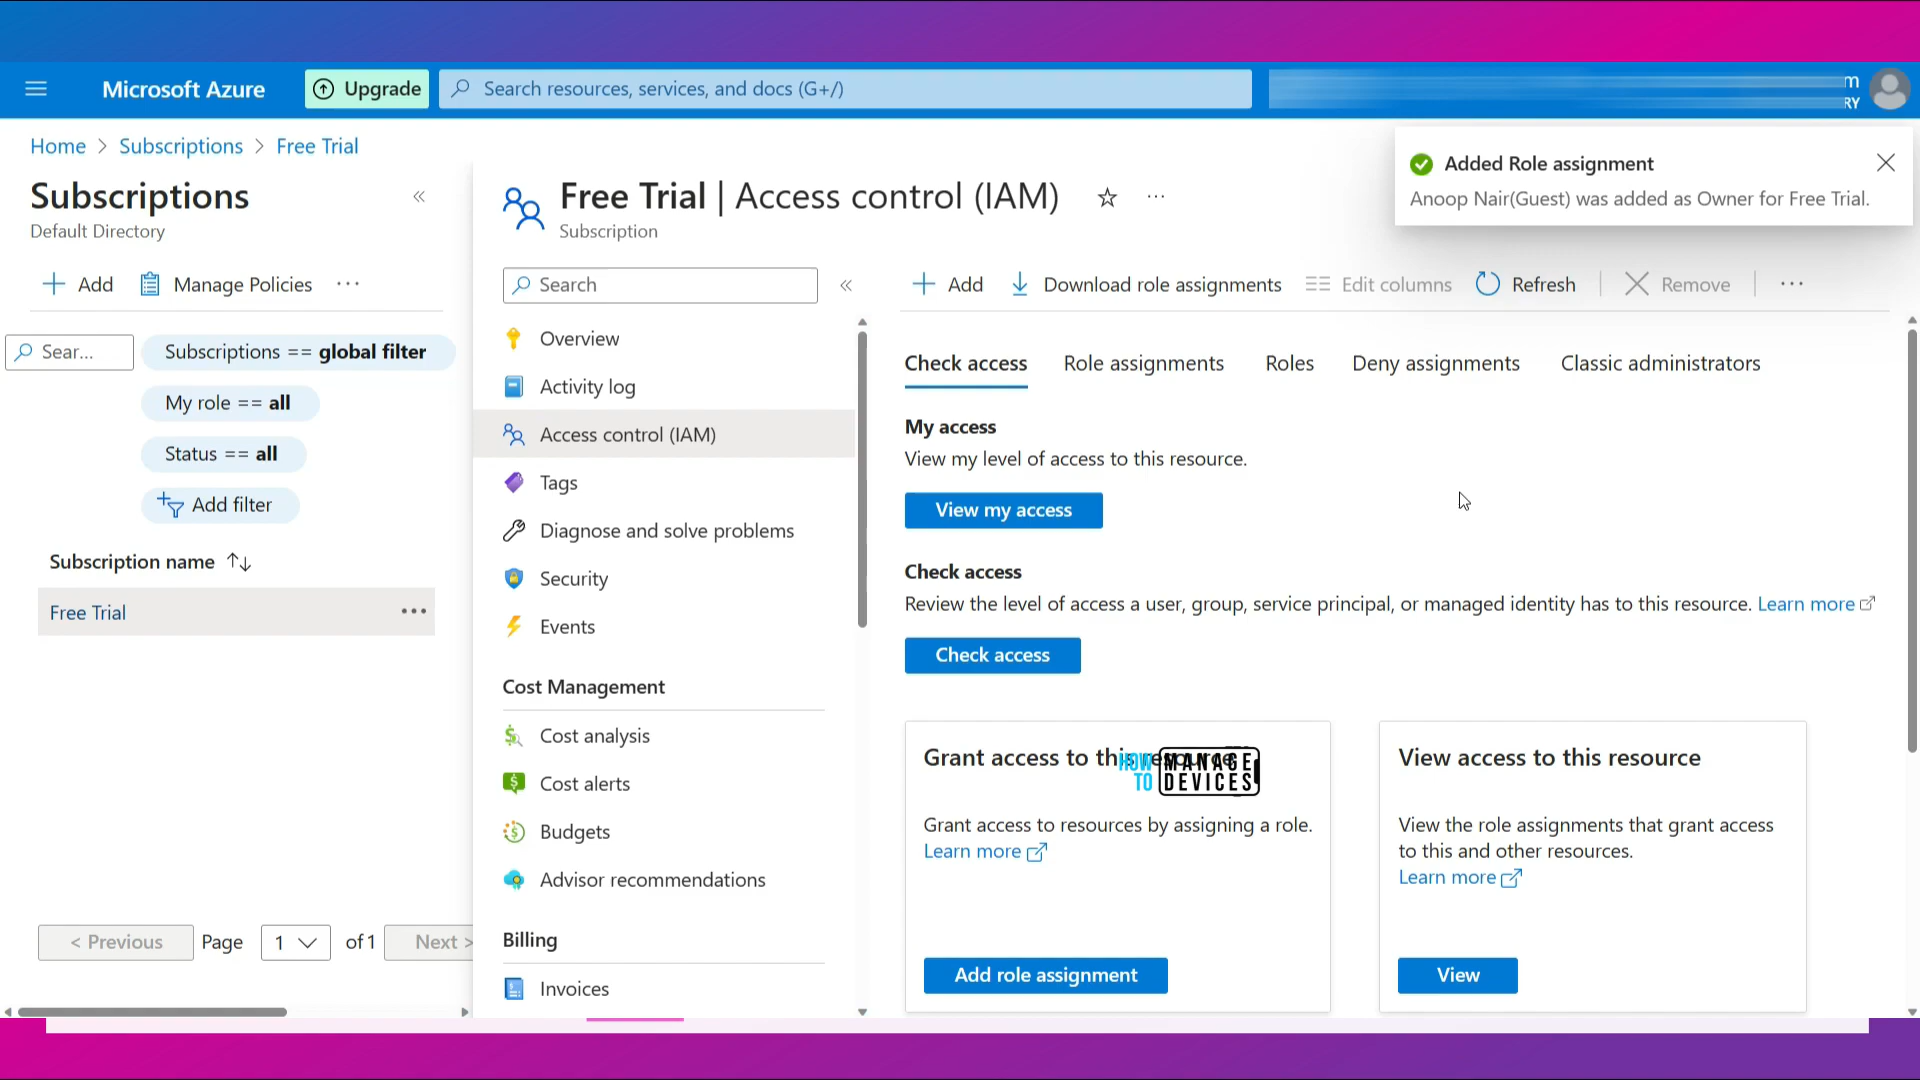 Microsoft Azure
Upgrade
Search resources, services, and docs (G+/)
m
RY
Home > Subscriptions > Free Trial
Added Role assignment
Anoop Nair(Guest) was added as Owner for Free Trial.
Subscriptions
Default Directory
Free Trial | Access control (IAM)
Subscription
Add
Manage Policies
Search
Add
Download role assignments
Edit columns
Refresh
Remove
Sear...
Subscriptions == global filter
My role == all
Status == all
Add filter
Subscription name
Free Trial
< Previous
Page
1
of 1
Next >
Overview
Activity log
Access control (IAM)
Tags
Diagnose and solve problems
Security
Events
Cost Management
Cost analysis
Cost alerts
Budgets
Advisor recommendations
Billing
Invoices
Check access
Role assignments
Roles
Deny assignments
Classic administrators
My access
View my level of access to this resource.
View my access
Check access
Review the level of access a user, group, service principal, or managed identity has to this resource. Learn more
Check access
Grant access to this resource
HOW TO MANAGE DEVICES
Grant access to resources by assigning a role.
Learn more
Add role assignment
View access to this resource
View the role assignments that grant access
to this and other resources.
Learn more
View